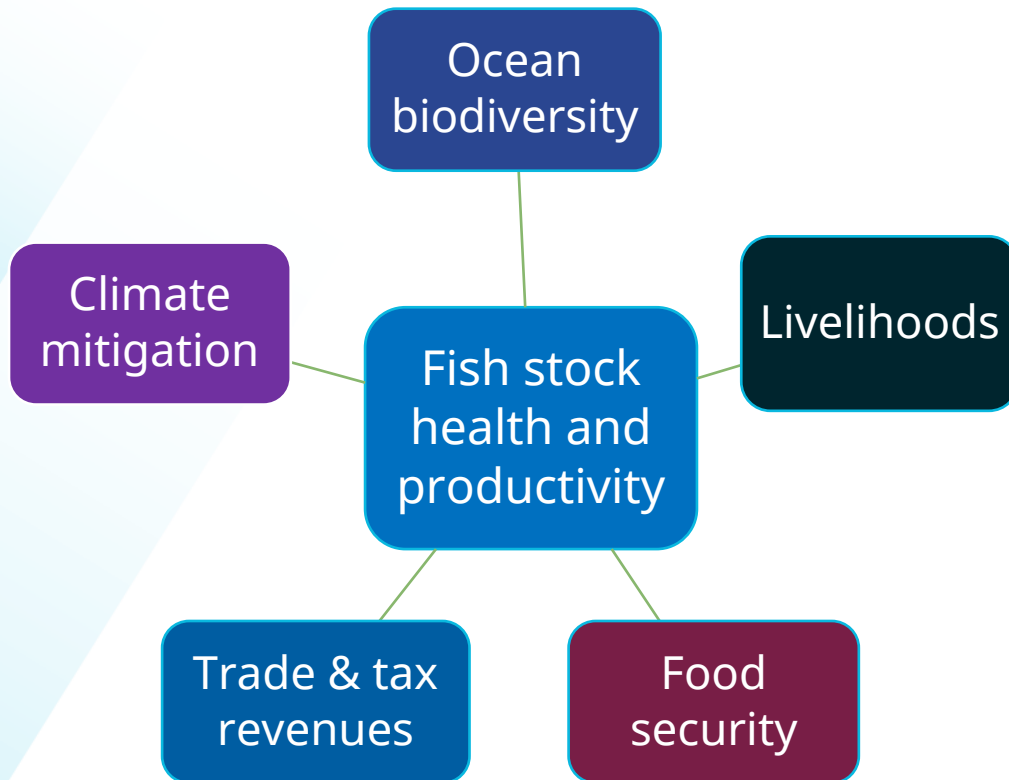 Ocean
biodiversity
Climate
mitigation
Livelihoods
Fish stock
health and
productivity
Trade & tax
revenues
Food
security